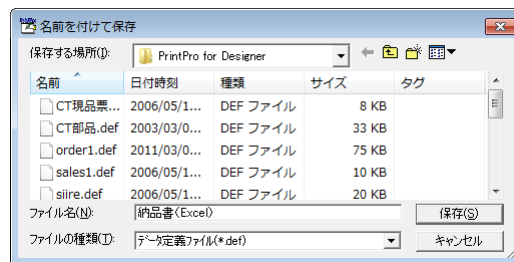 名前を付けて保存
保存する場所(I): PrintPro for Designer
名前 日付時刻 種類 サイズ タグ
CT現品票... 2006/05/1... DEF ファイル 8 KB
CT部品.def 2003/03/0... DEF ファイル 33 KB
order1.def 2011/03/0... DEF ファイル 75 KB
sales1.def 2006/05/1... DEF ファイル 10 KB
siire.def 2006/05/1... DEF ファイル 20 KB
ファイル名(N): 納品書(Excel) 保存(S)
ファイルの種類(T): データ定義ファイル(*.def) キャンセル